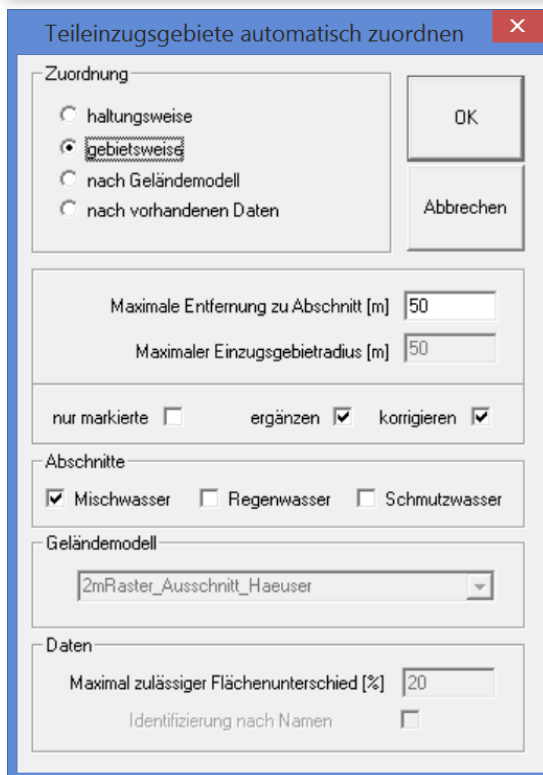 Teileinzugsgebiete automatisch zuordnen
Zuordnung
haltungsweise
gebietsweise
nach Geländemodell
nach vorhandenen Daten
OK
Abbrechen
Maximale Entfernung zu Abschnitt [m] 50
Maximaler Einzugsgebietradius [m] 50
nur markierte ergänzen korrigieren
Abschnitte
Mischwasser Regenwasser Schmutzwasser
Geländemodell
2mRaster_Ausschnitt_Haeuser
Daten
Maximal zulässiger Flächenunterschied [%] 20
Identifizierung nach Namen